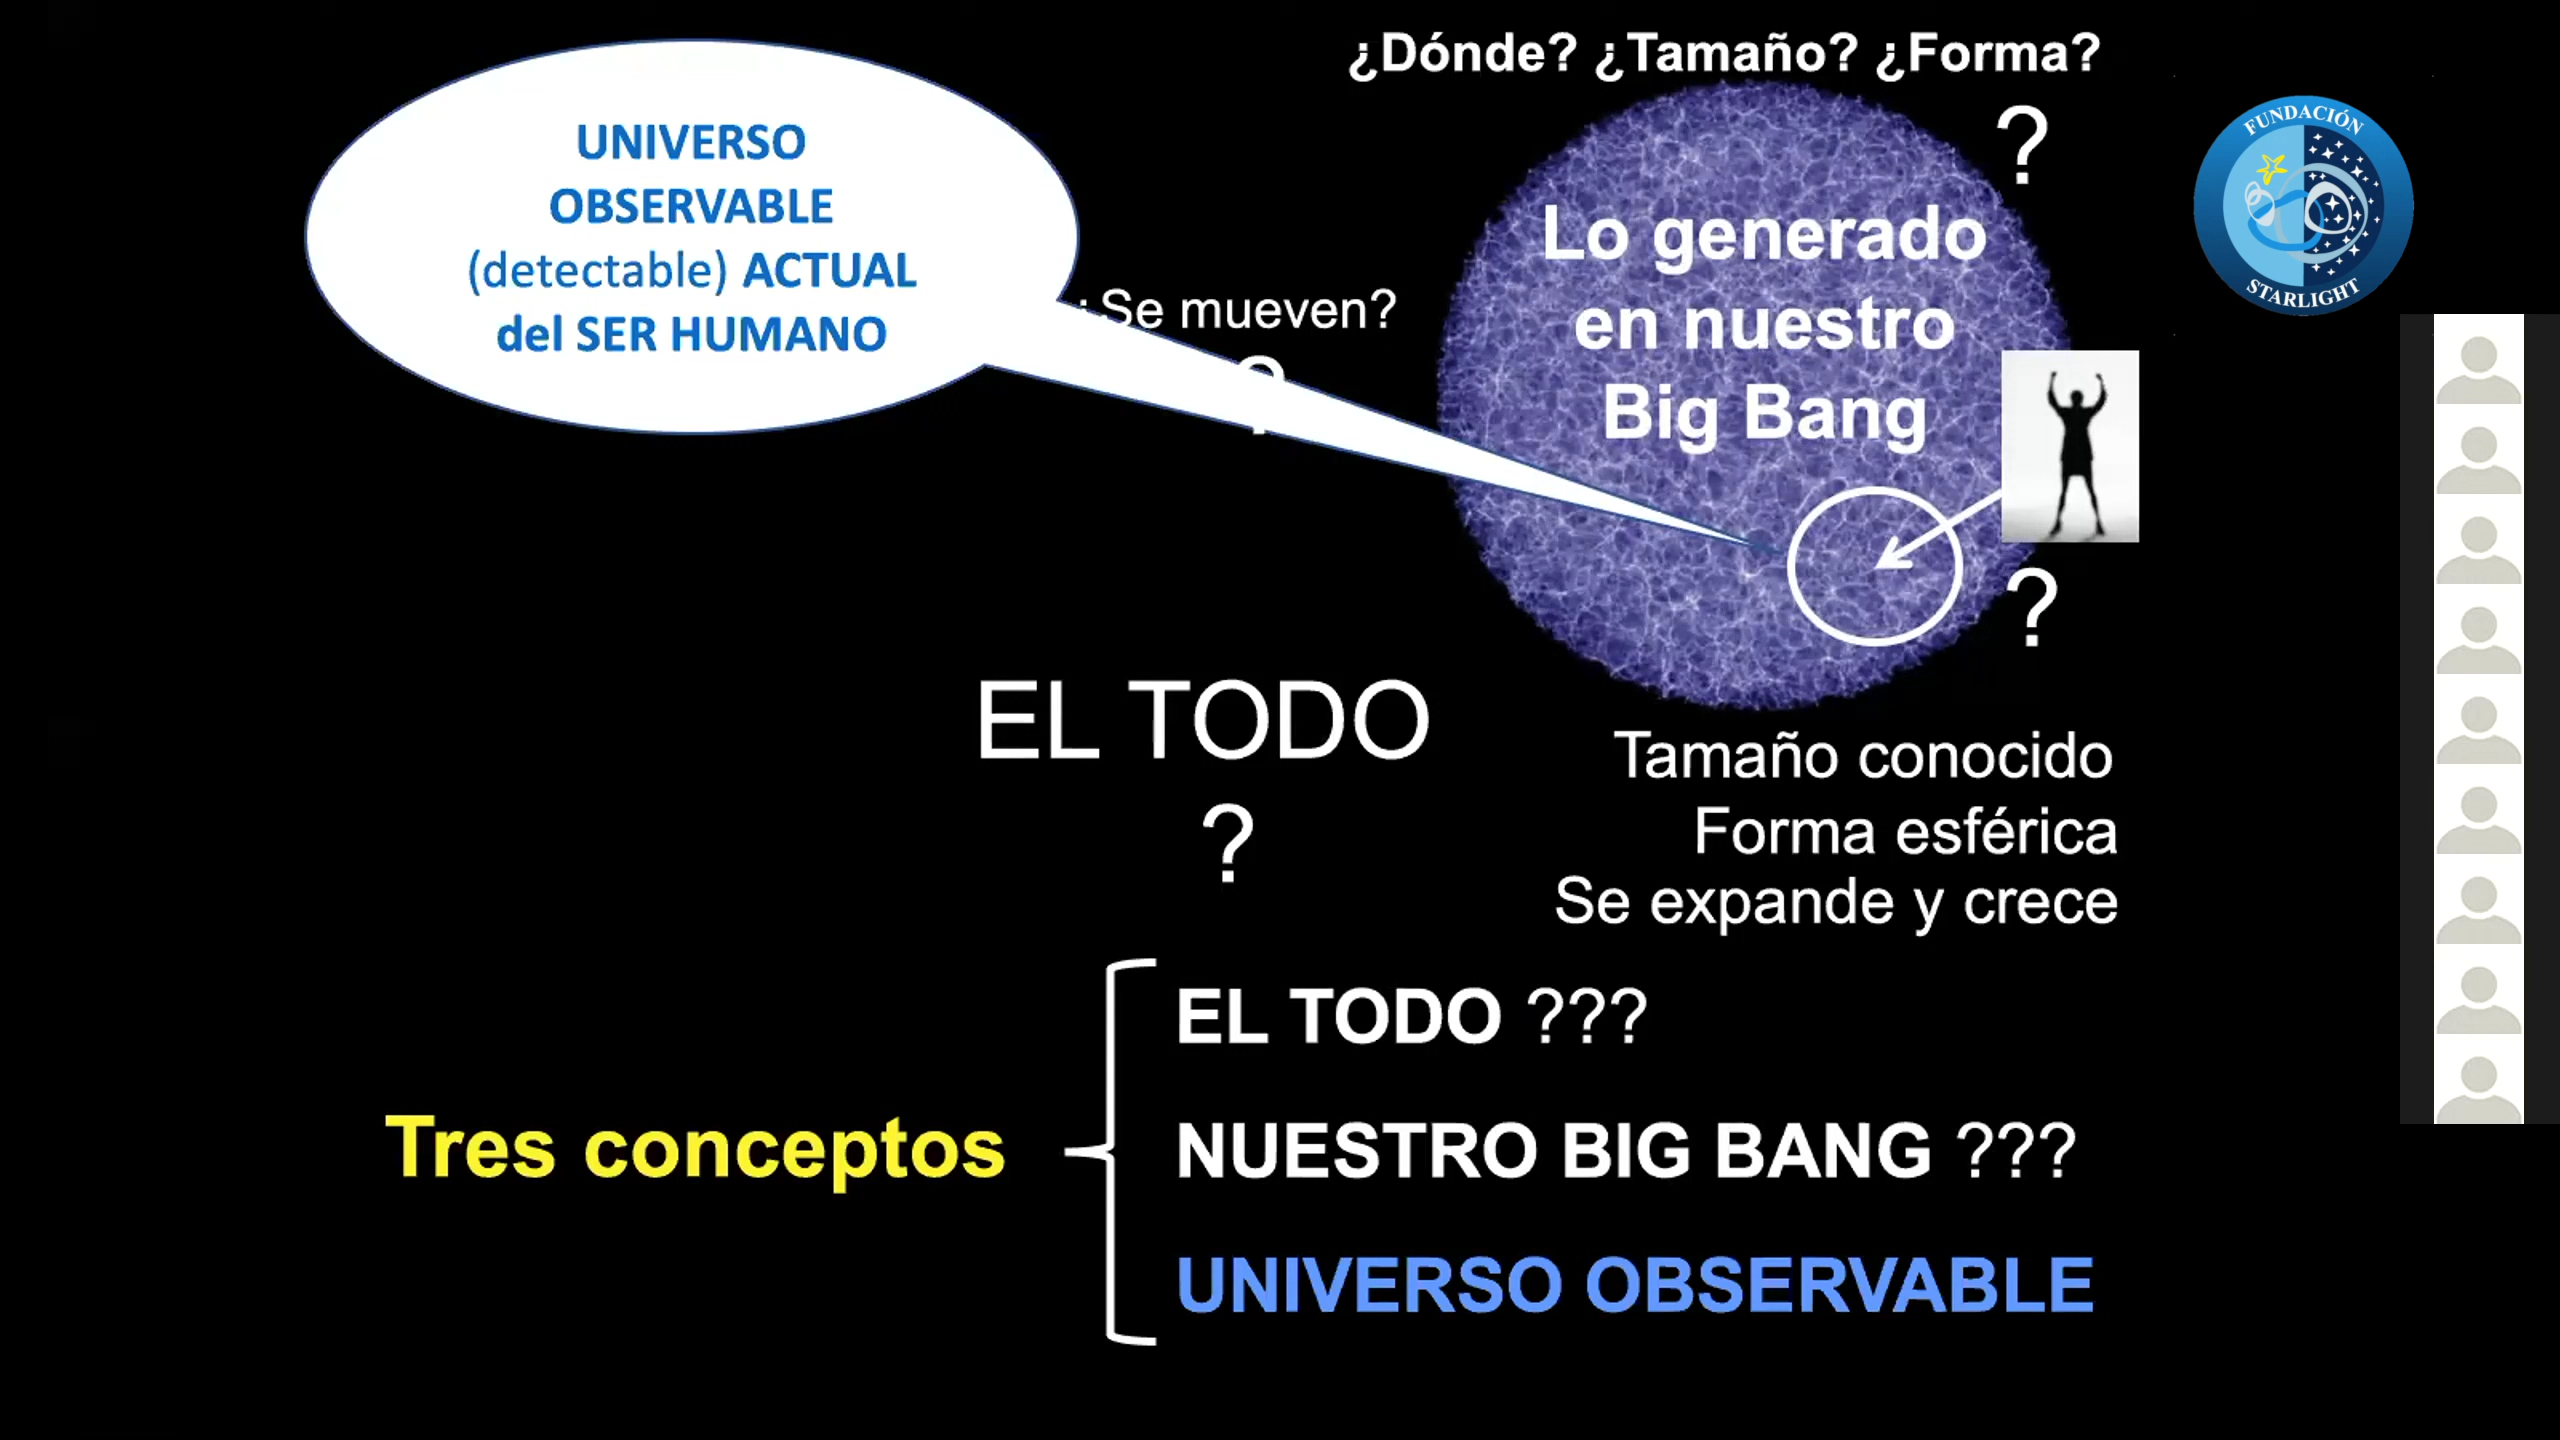 ¿Dónde? ¿Tamaño? ¿Forma?
UNIVERSO
OBSERVABLE
(detectable) ACTUAL
del SER HUMANO
¿Se mueven?
?
?
Lo generado
en nuestro
Big Bang
?
FUNDACIÓN
STARLIGHT
EL TODO
?
Tamaño conocido
Forma esférica
Se expande y crece
Tres conceptos
EL TODO ???
NUESTRO BIG BANG ???
UNIVERSO OBSERVABLE